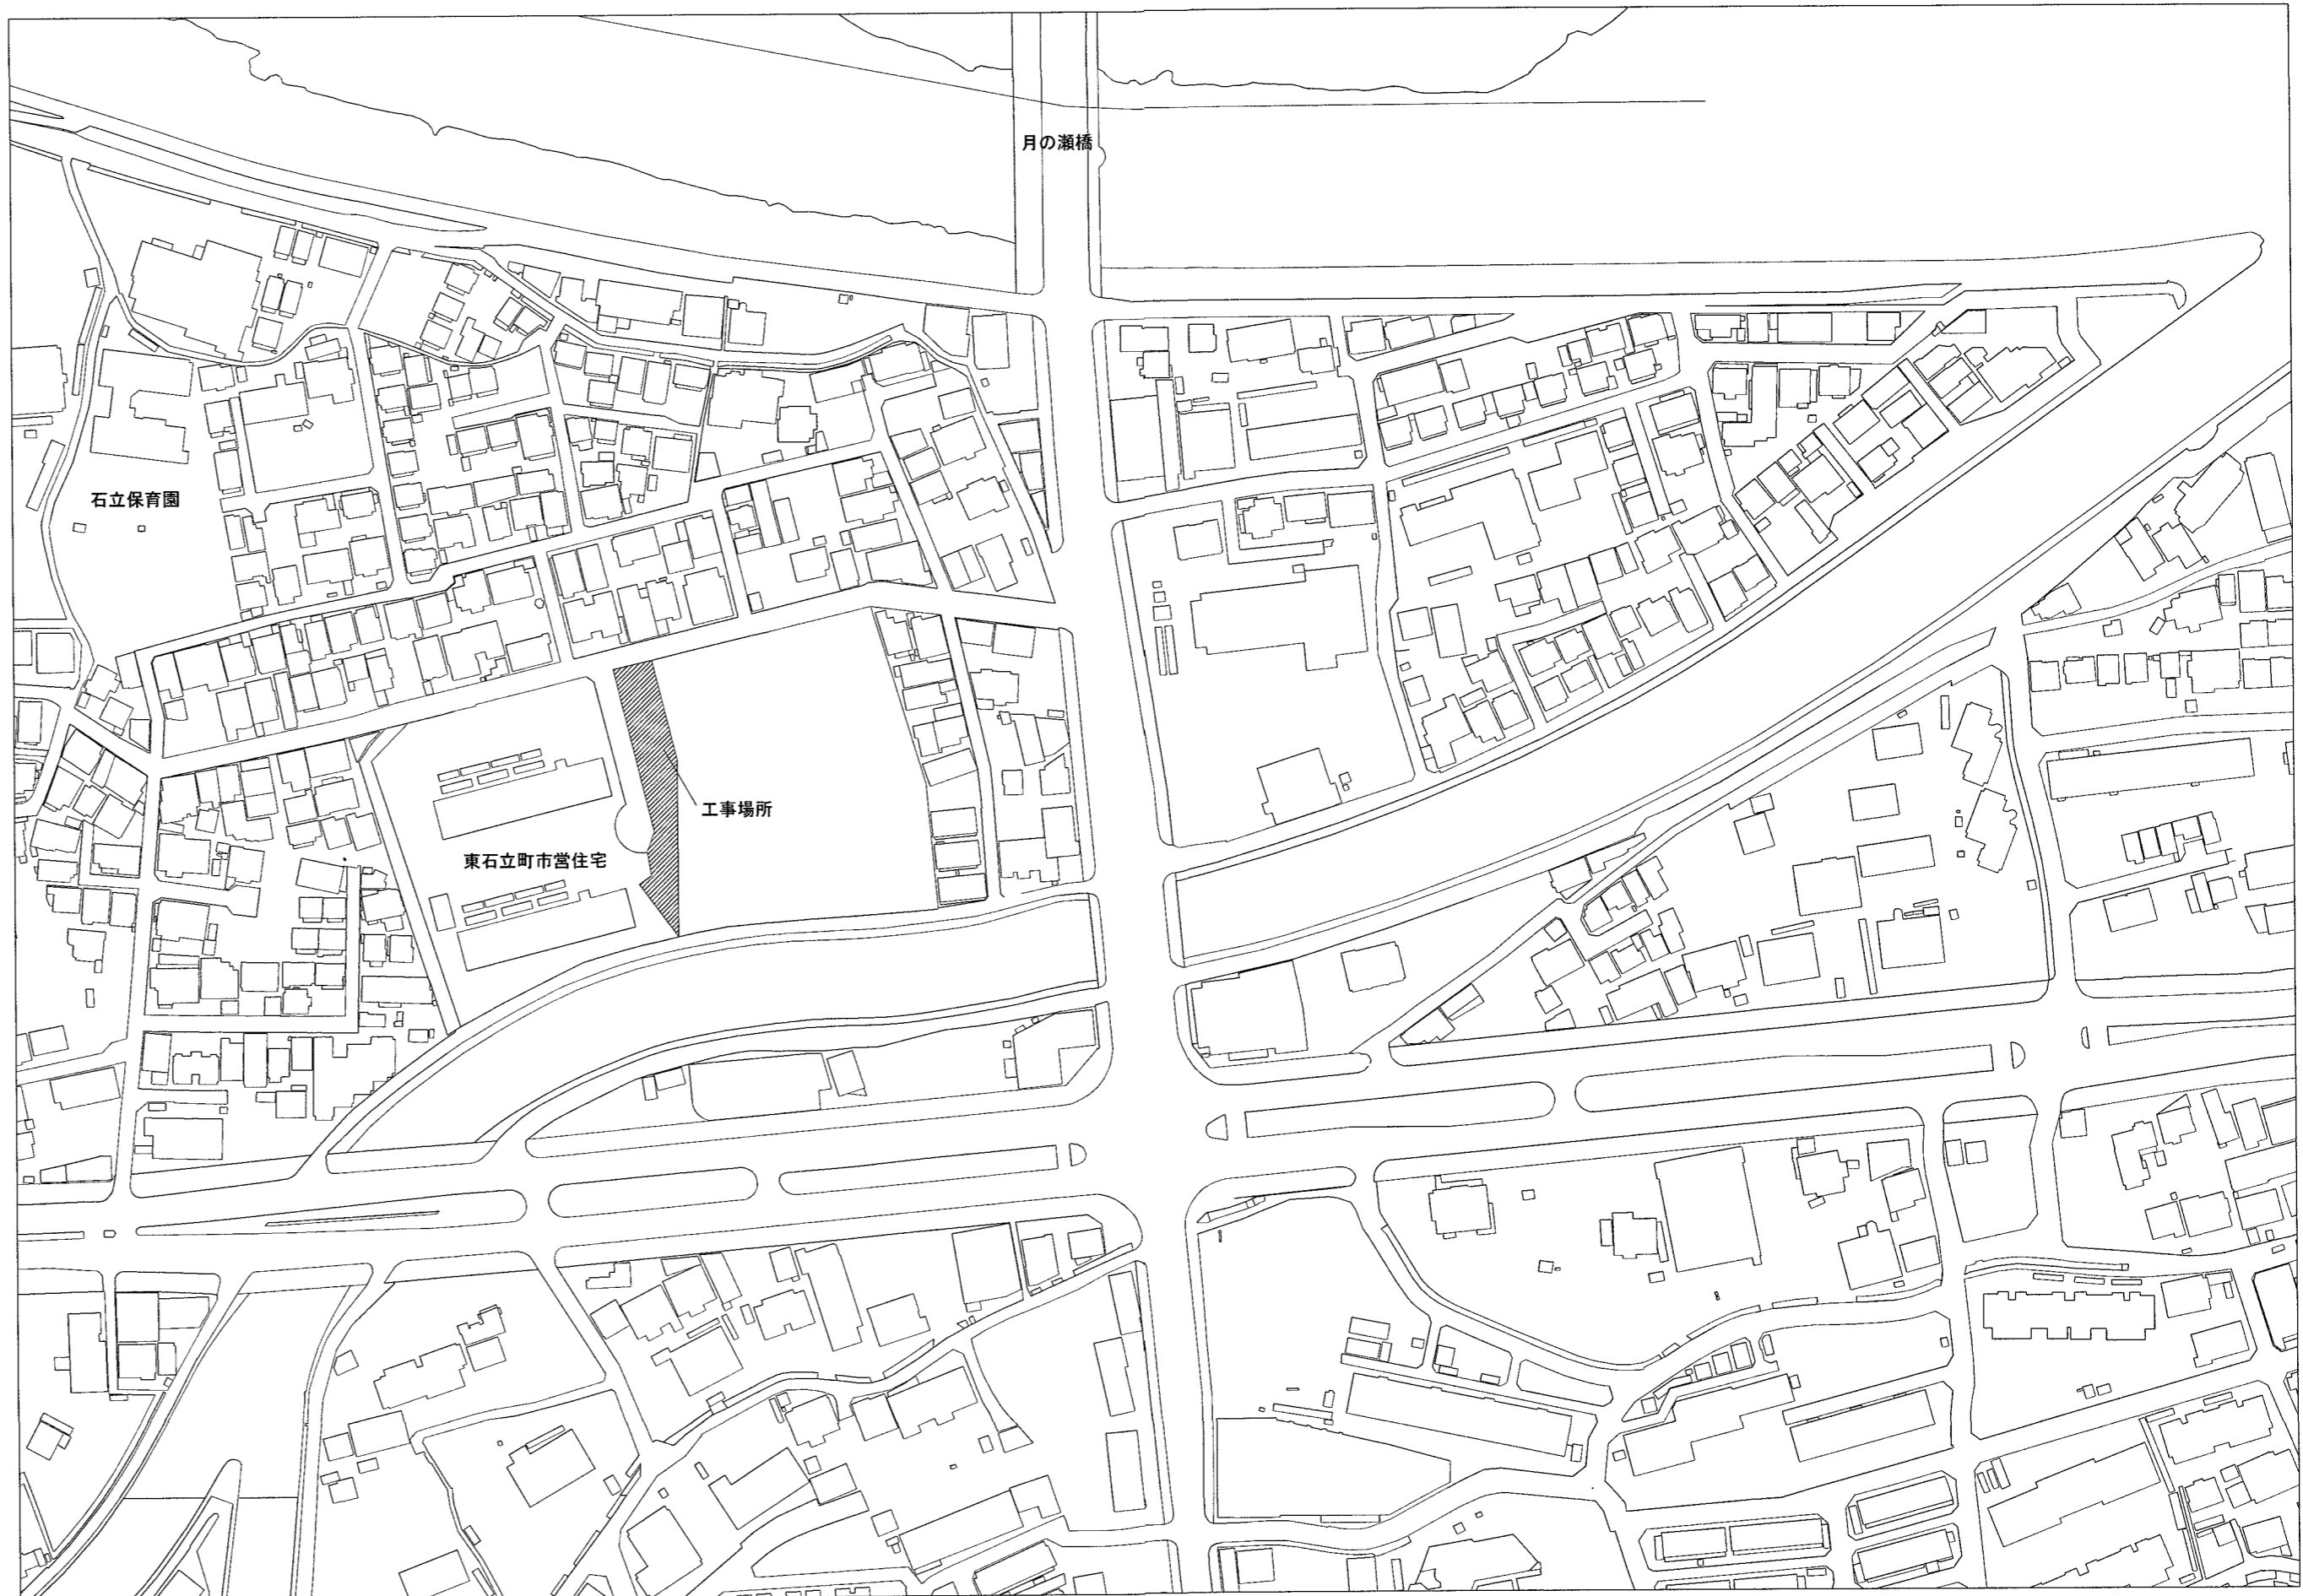 月の瀬橋
石立保育園
工事場所
東石立町市営住宅